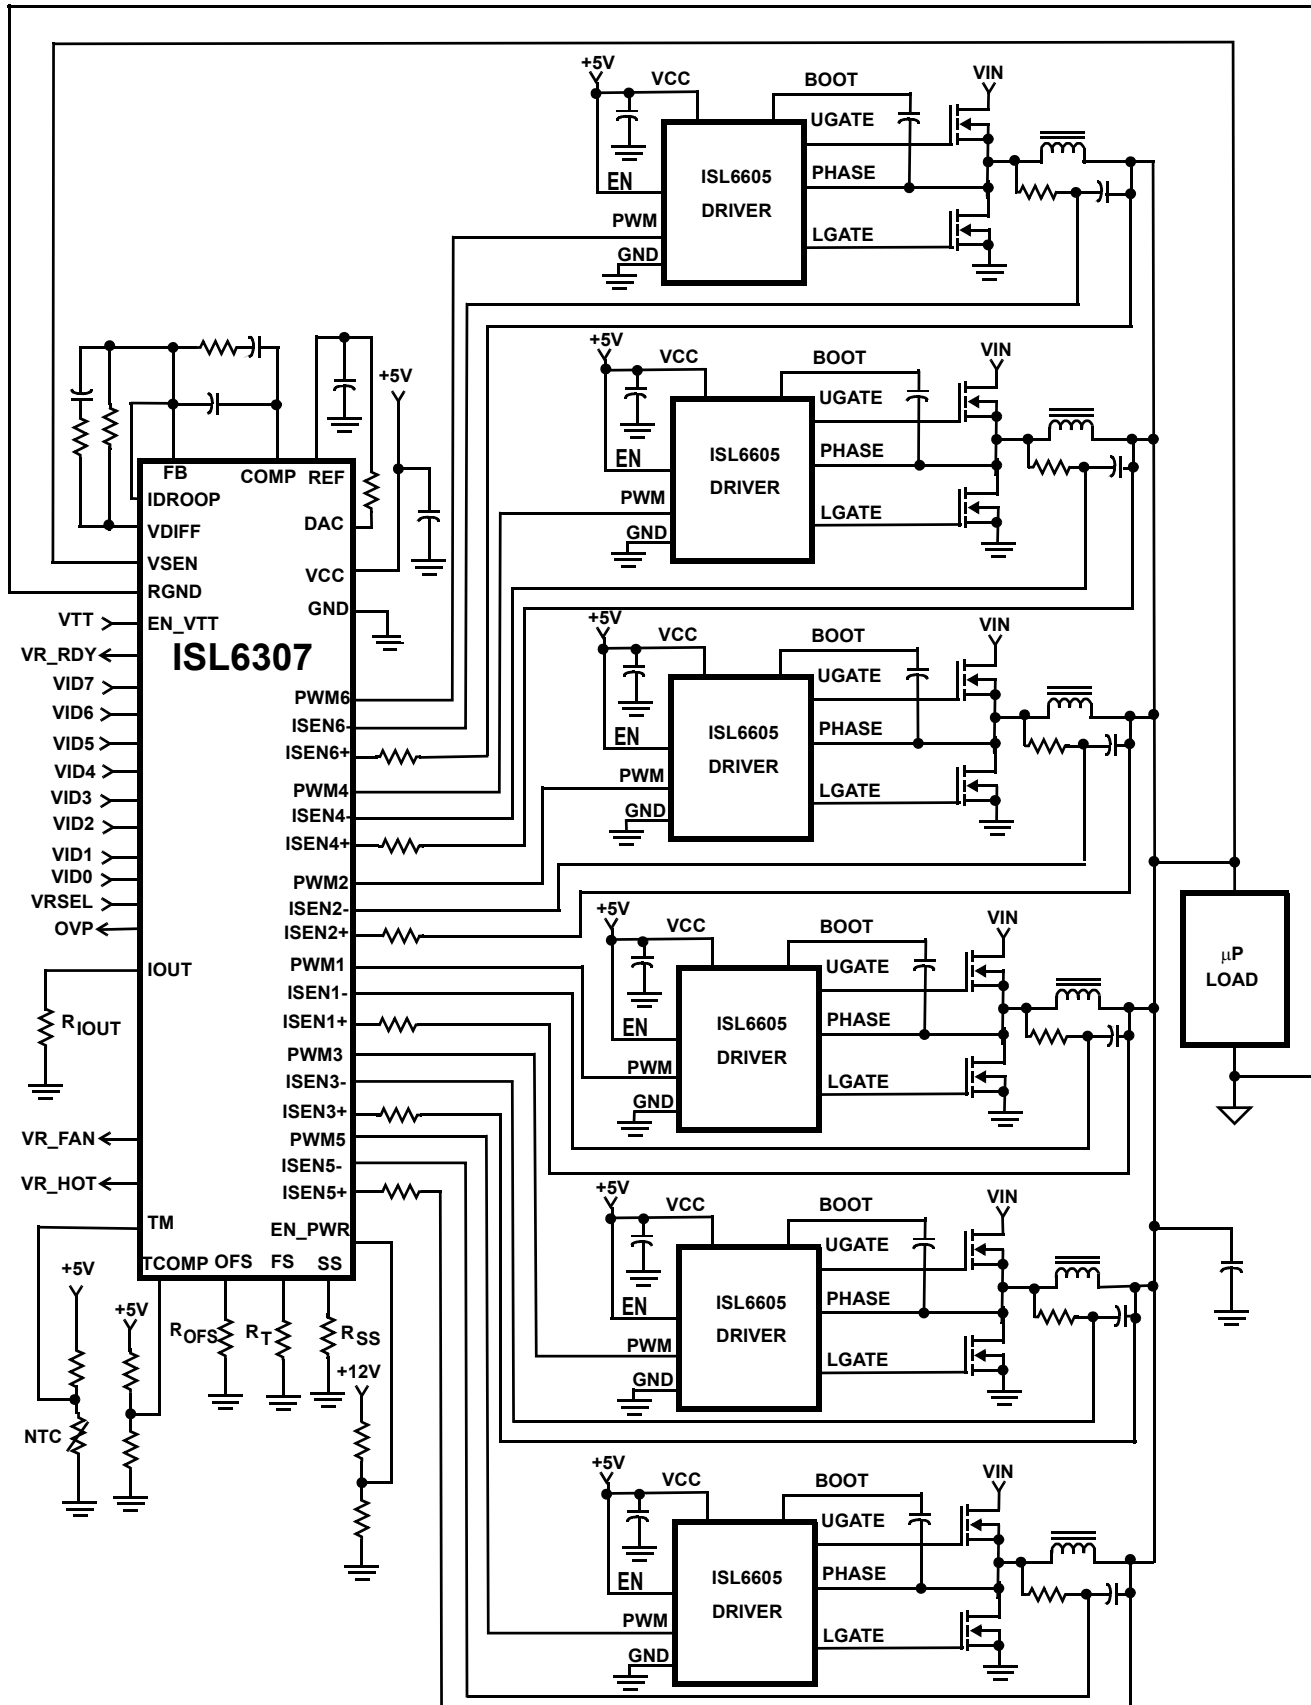 +5V
VCC
BOOT
VIN
UGATE
EN
ISL6605
DRIVER
PHASE
PWM
LGATE
GND
+5V
VCC
BOOT
VIN
UGATE
EN
ISL6605
DRIVER
PHASE
PWM
LGATE
GND
+5V
VCC
BOOT
VIN
UGATE
EN
ISL6605
DRIVER
PHASE
PWM
LGATE
GND
+5V
VCC
BOOT
VIN
UGATE
EN
ISL6605
DRIVER
PHASE
PWM
LGATE
GND
+5V
VCC
BOOT
VIN
UGATE
EN
ISL6605
DRIVER
PHASE
PWM
LGATE
GND
+5V
VCC
BOOT
VIN
UGATE
EN
ISL6605
DRIVER
PHASE
PWM
LGATE
GND
+5V
FB
COMP
REF
IDROOP
VDIFF
DAC
VSEN
VCC
RGND
GND
VTT
EN_VTT
VR_RDY
ISL6307
VID7
VID6
VID5
VID4
VID3
VID2
VID1
VID0
VRSEL
OVP
PWM6
ISEN6-
ISEN6+
PWM4
ISEN4-
ISEN4+
PWM2
ISEN2-
ISEN2+
PWM1
ISEN1-
ISEN1+
PWM3
ISEN3-
ISEN3+
PWM5
ISEN5-
ISEN5+
EN_PWR
IOUT
RIOUT
VR_FAN
VR_HOT
TM
TCOMP
OFS
FS
SS
+5V
+5V
ROFS
RT
RSS
+12V
NTC
μP
LOAD